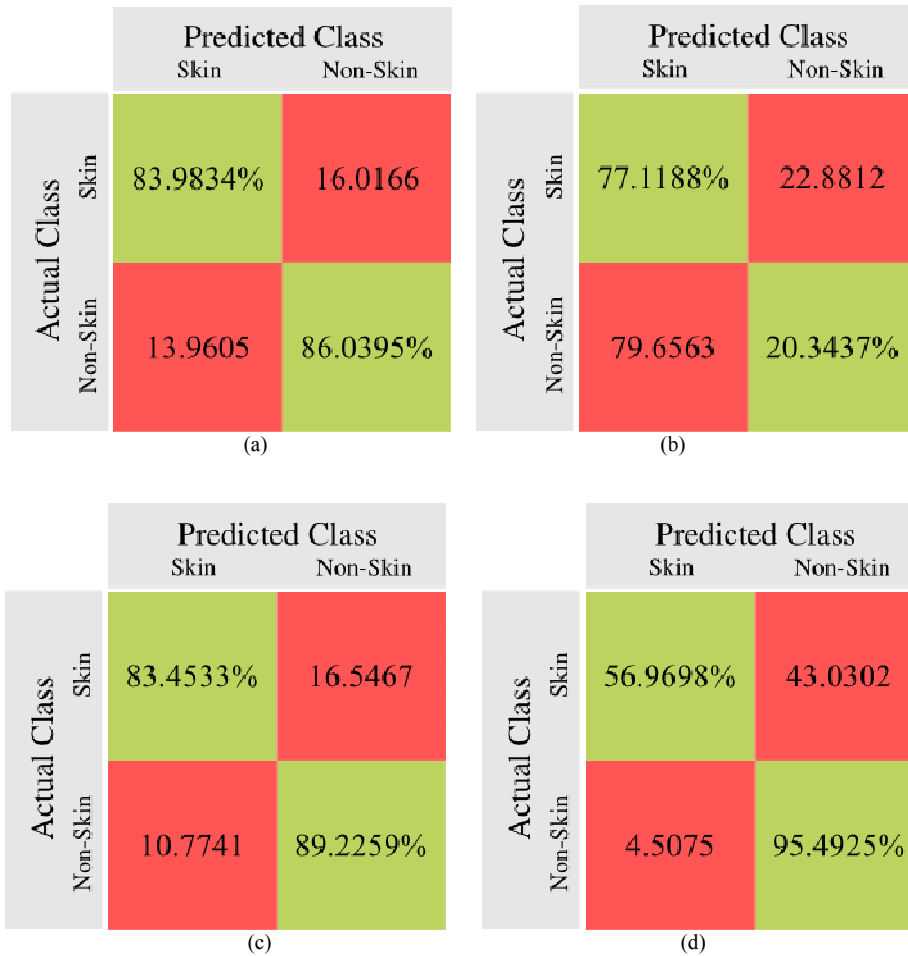 Predicted Class
Skin Non-Skin
Actual Class
Skin
Non-Skin
83.9834% 16.0166
13.9605 86.0395%
(a)
Predicted Class
Skin Non-Skin
Actual Class
Skin
Non-Skin
77.1188% 22.8812
79.6563 20.3437%
(b)
Predicted Class
Skin Non-Skin
Actual Class
Skin
Non-Skin
83.4533% 16.5467
10.7741 89.2259%
(c)
Predicted Class
Skin Non-Skin
Actual Class
Skin
Non-Skin
56.9698% 43.0302
4.5075 95.4925%
(d)